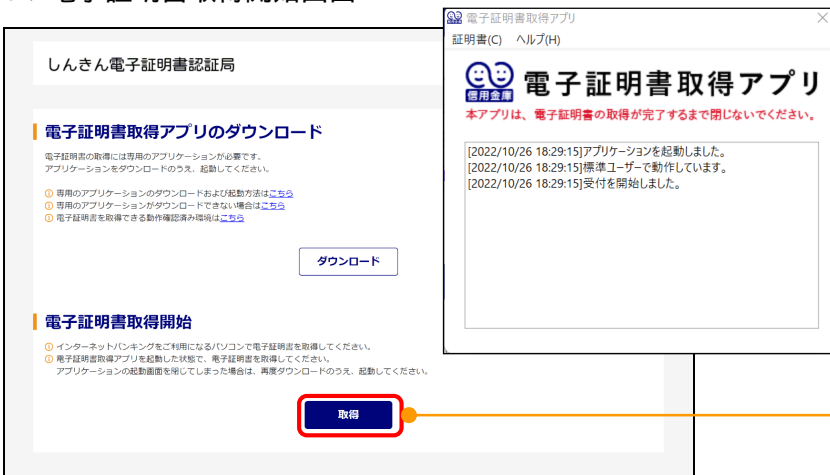 電子証明書取得アプリ
証明書(C) ヘルプ(H)
信用金庫
電子証明書取得アプリ
本アプリは、電子証明書の取得が完了するまで閉じないでください。
[2022/10/26 18:29:15]アプリケーションを起動しました。
[2022/10/26 18:29:15]標準ユーザーで動作しています。
[2022/10/26 18:29:15]受付を開始しました。
しんきん電子証明書認証局
電子証明書取得アプリのダウンロード
電子証明書の取得には専用のアプリケーションが必要です。
アプリケーションをダウンロードのうえ、起動してください。
専用のアプリケーションのダウンロードおよび起動方法はこちら
専用のアプリケーションがダウンロードできない場合はこちら
電子証明書を取得できる動作確認済み環境はこちら
ダウンロード
電子証明書取得開始
インターネットバンキングをご利用になるパソコンで電子証明書を取得してください。
電子証明書取得アプリを起動した状態で、電子証明書を取得してください。
アプリケーションの起動画面を閉じてしまった場合は、再度ダウンロードのうえ、起動してください。
取得